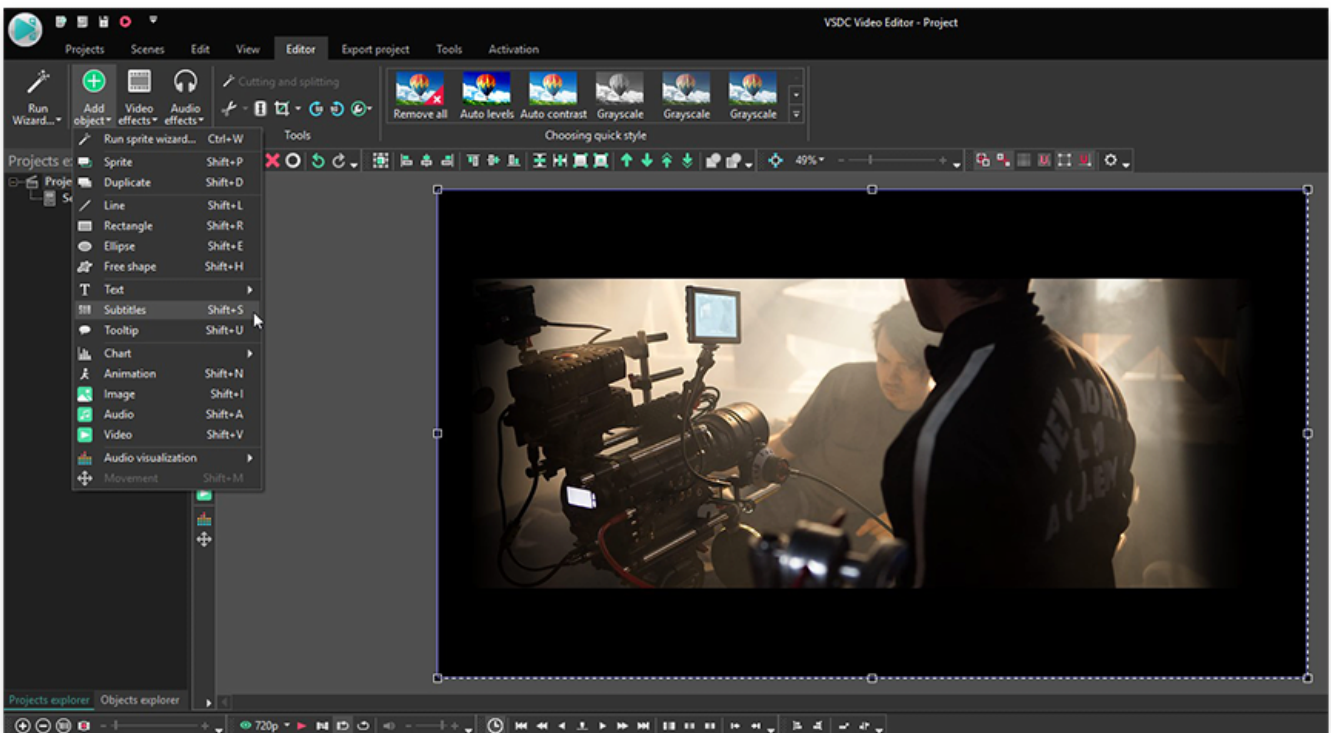 VSDC Video Editor - Project
Projects Scenes Edit View Editor Export project Tools Activation
Cutting and splitting
Run Wizard...
Add object
Video effects
Audio effects
Tools
Remove all Auto levels Auto contrast Grayscale Grayscale Grayscale
Choosing quick style
Run sprite wizard... Ctrl+W
Projects
49%
Sprite Shift+P
Duplicate Shift+D
Line Shift+L
Rectangle Shift+R
Ellipse Shift+E
Free shape Shift+H
Text
Subtitles Shift+S
Tooltip Shift+U
Chart
Animation Shift+N
Image Shift+I
Audio Shift+A
Video Shift+V
Audio visualization
Movement Shift+M
NEW YORK
Projects explorer Objects explorer
720p